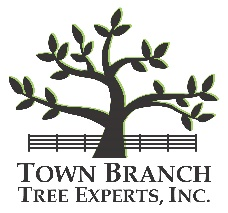 TOWN BRANCH
TREE EXPERTS, INC.